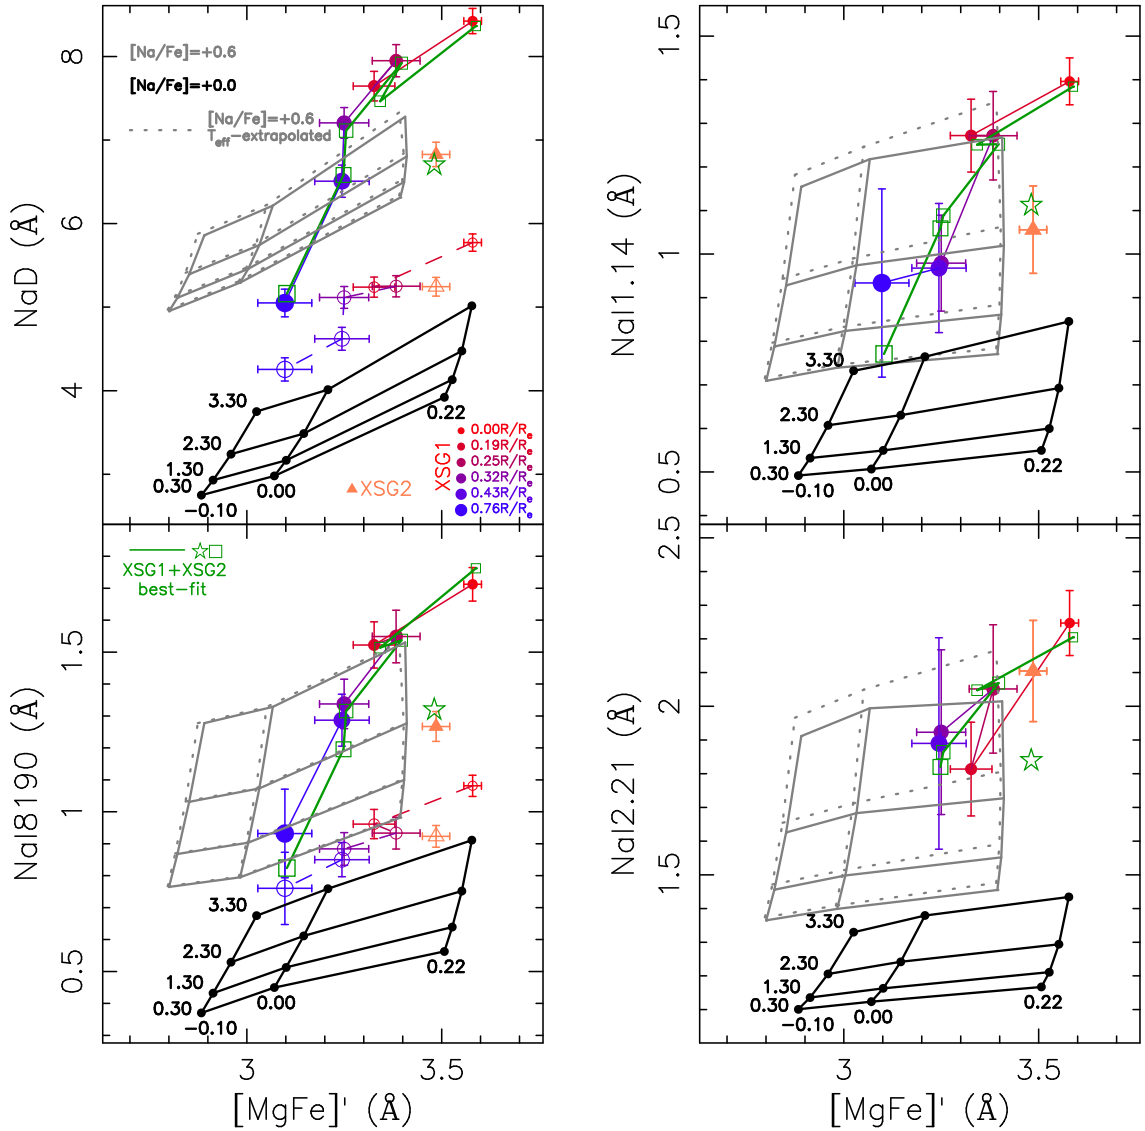 [Na/Fe]=+0.6
[Na/Fe]=+0.0
[Na/Fe]=+0.6
Teff-extrapolated
8
6
4
NaD (Å)
3.30
2.30
1.30
0.30
-0.10
0.00
0.22
XSG1
0.00R/Re
0.19R/Re
0.25R/Re
0.32R/Re
0.43R/Re
0.76R/Re
XSG2
1.5
1
0.5
NaI1.14 (Å)
3.30
2.30
1.30
0.30
-0.10
0.00
0.22
XSG1+XSG2
best-fit
1.5
1
0.5
NaI8190 (Å)
3.30
2.30
1.30
0.30
-0.10
0.00
0.22
3
3.5
[MgFe]' (Å)
2.5
2
1.5
NaI2.21 (Å)
3.30
2.30
1.30
0.30
-0.10
0.00
0.22
3
3.5
[MgFe]' (Å)